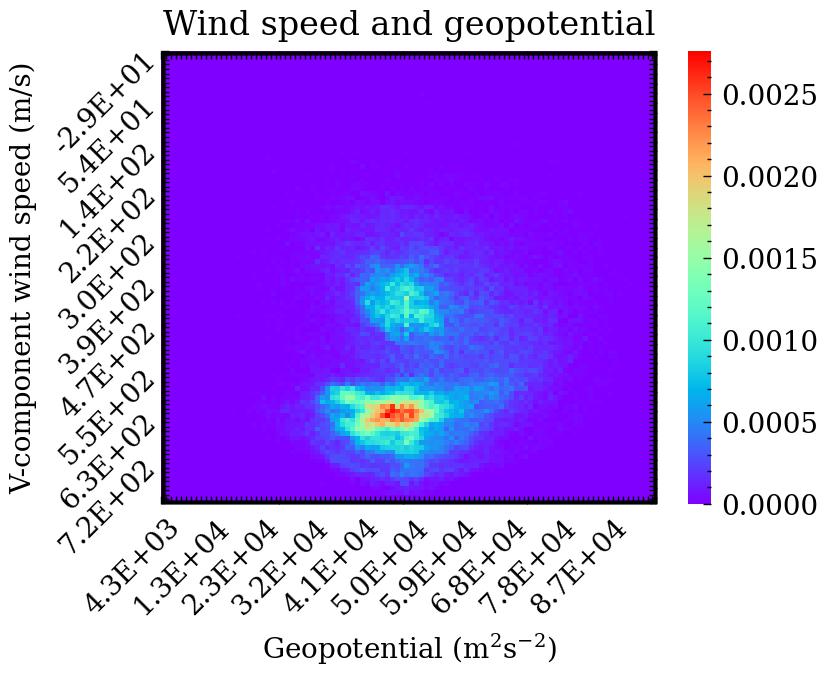 Wind speed and geopotential
V-component wind speed (m/s)
-2.9E+01
5.4E+01
1.4E+02
2.2E+02
3.0E+02
3.9E+02
4.7E+02
5.5E+02
6.3E+02
7.2E+02
4.3E+03
1.3E+04
2.3E+04
3.2E+04
4.1E+04
5.0E+04
5.9E+04
6.8E+04
7.8E+04
8.7E+04
Geopotential (m²s⁻²)
0.0025
0.0020
0.0015
0.0010
0.0005
0.0000